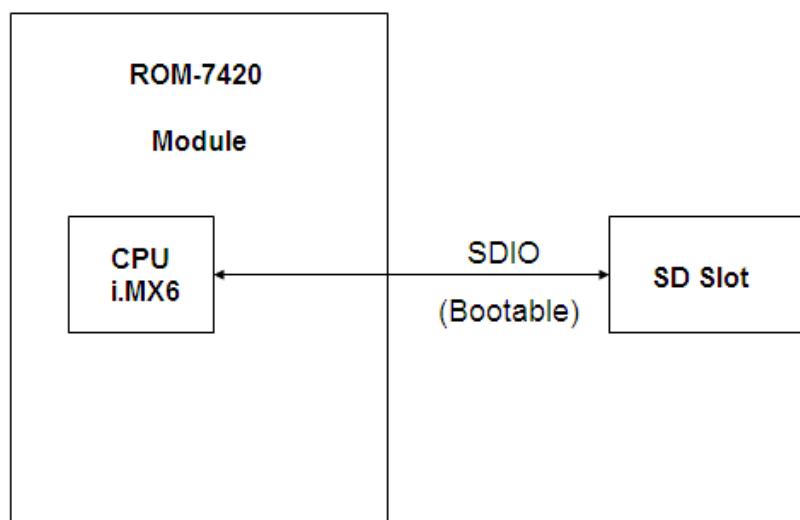 ROM-7420
Module
CPU
i.MX6
SDIO
(Bootable)
SD Slot